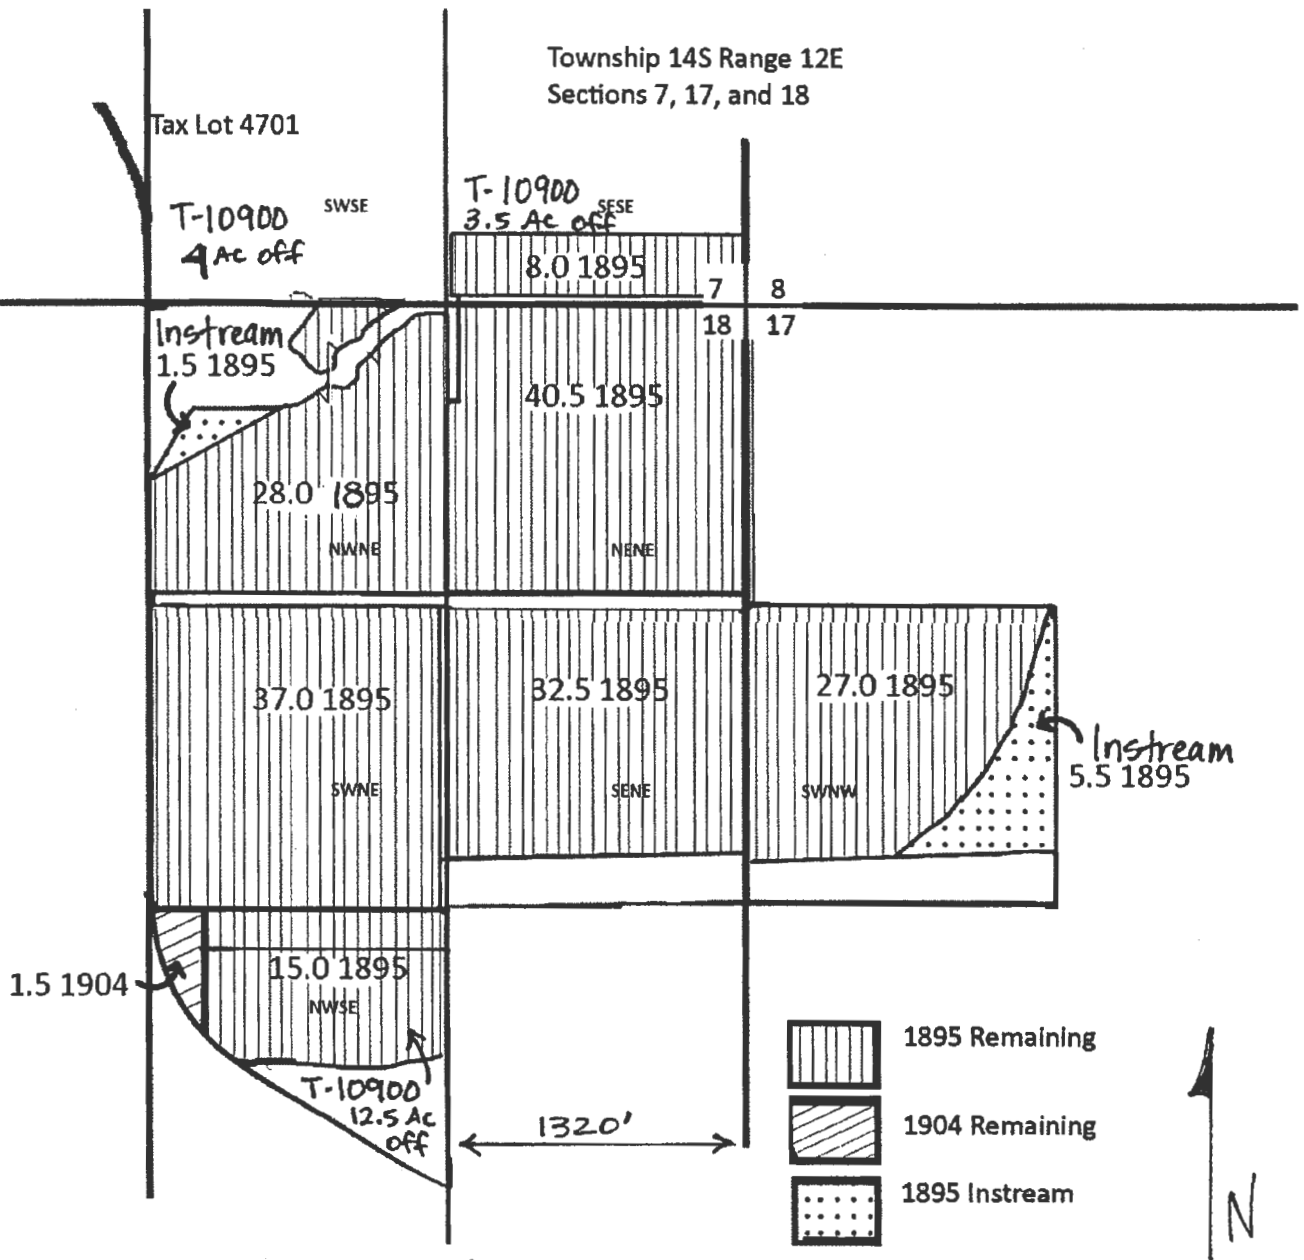 Township 14S Range 12E
Sections 7, 17, and 18
Tax Lot 4701
T-10900
4 Ac off
SWSE
T-10900
3.5 Ac off
SESE
8.0 1895
7
8
18
17
Instream
1.5 1895
40.5 1895
28.0 1895
NWNE
NENE
37.0 1895
32.5 1895
27.0 1895
Instream
5.5 1895
SWNE
SENE
SWNW
1.5 1904
15.0 1895
NWSE
T-10900
12.5 Ac
off
1320'
1895 Remaining
1904 Remaining
1895 Instream
N